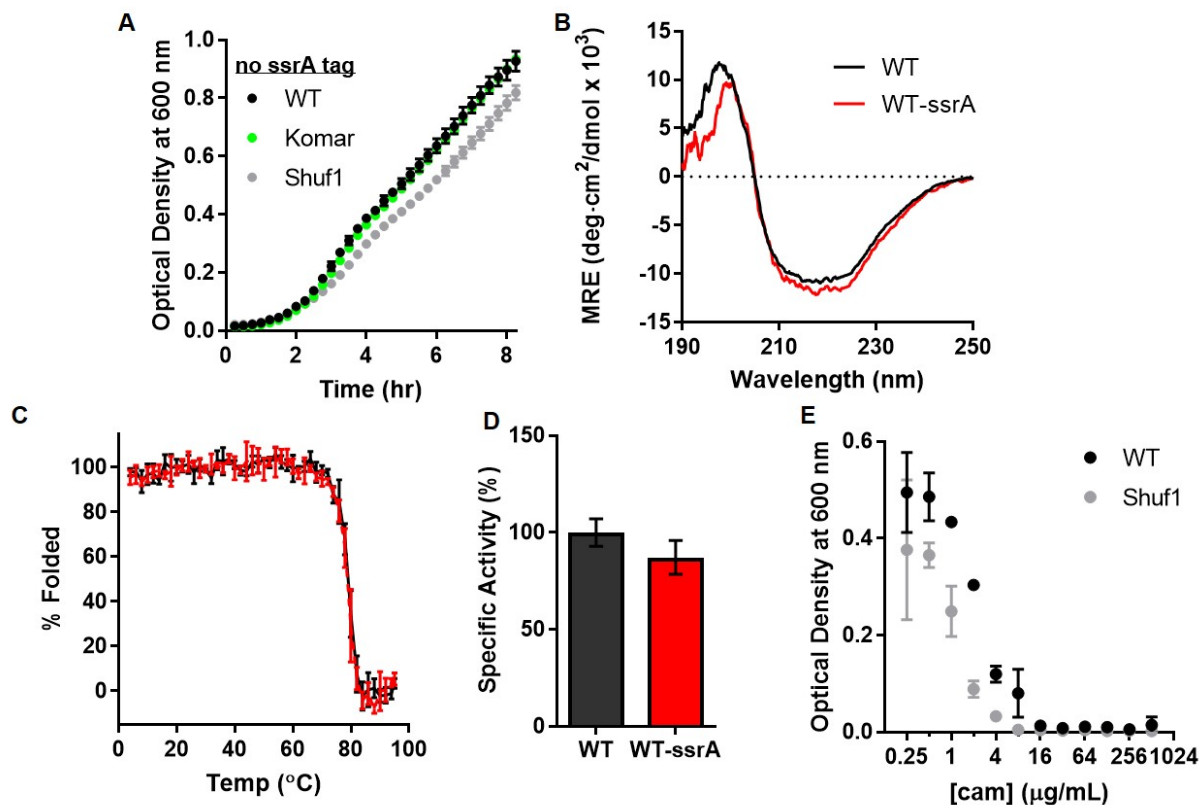 A
Optical Density at 600 nm
1.0
0.8
0.6
0.4
0.2
0.0
no ssrA tag
WT
Komar
Shuf1
0 2 4 6 8
Time (hr)
B
MRE (deg·cm²/dmol x 10³)
15
10
5
0
-5
-10
-15
WT
WT-ssrA
190 210 230 250
Wavelength (nm)
C
% Folded
100
80
60
40
20
0
0 20 40 60 80 100
Temp (°C)
D
Specific Activity (%)
150
100
50
0
WT WT-ssrA
E
Optical Density at 600 nm
0.6
0.4
0.2
0.0
WT
Shuf1
0.25 1 4 16 64 256 1024
[cam] (µg/mL)